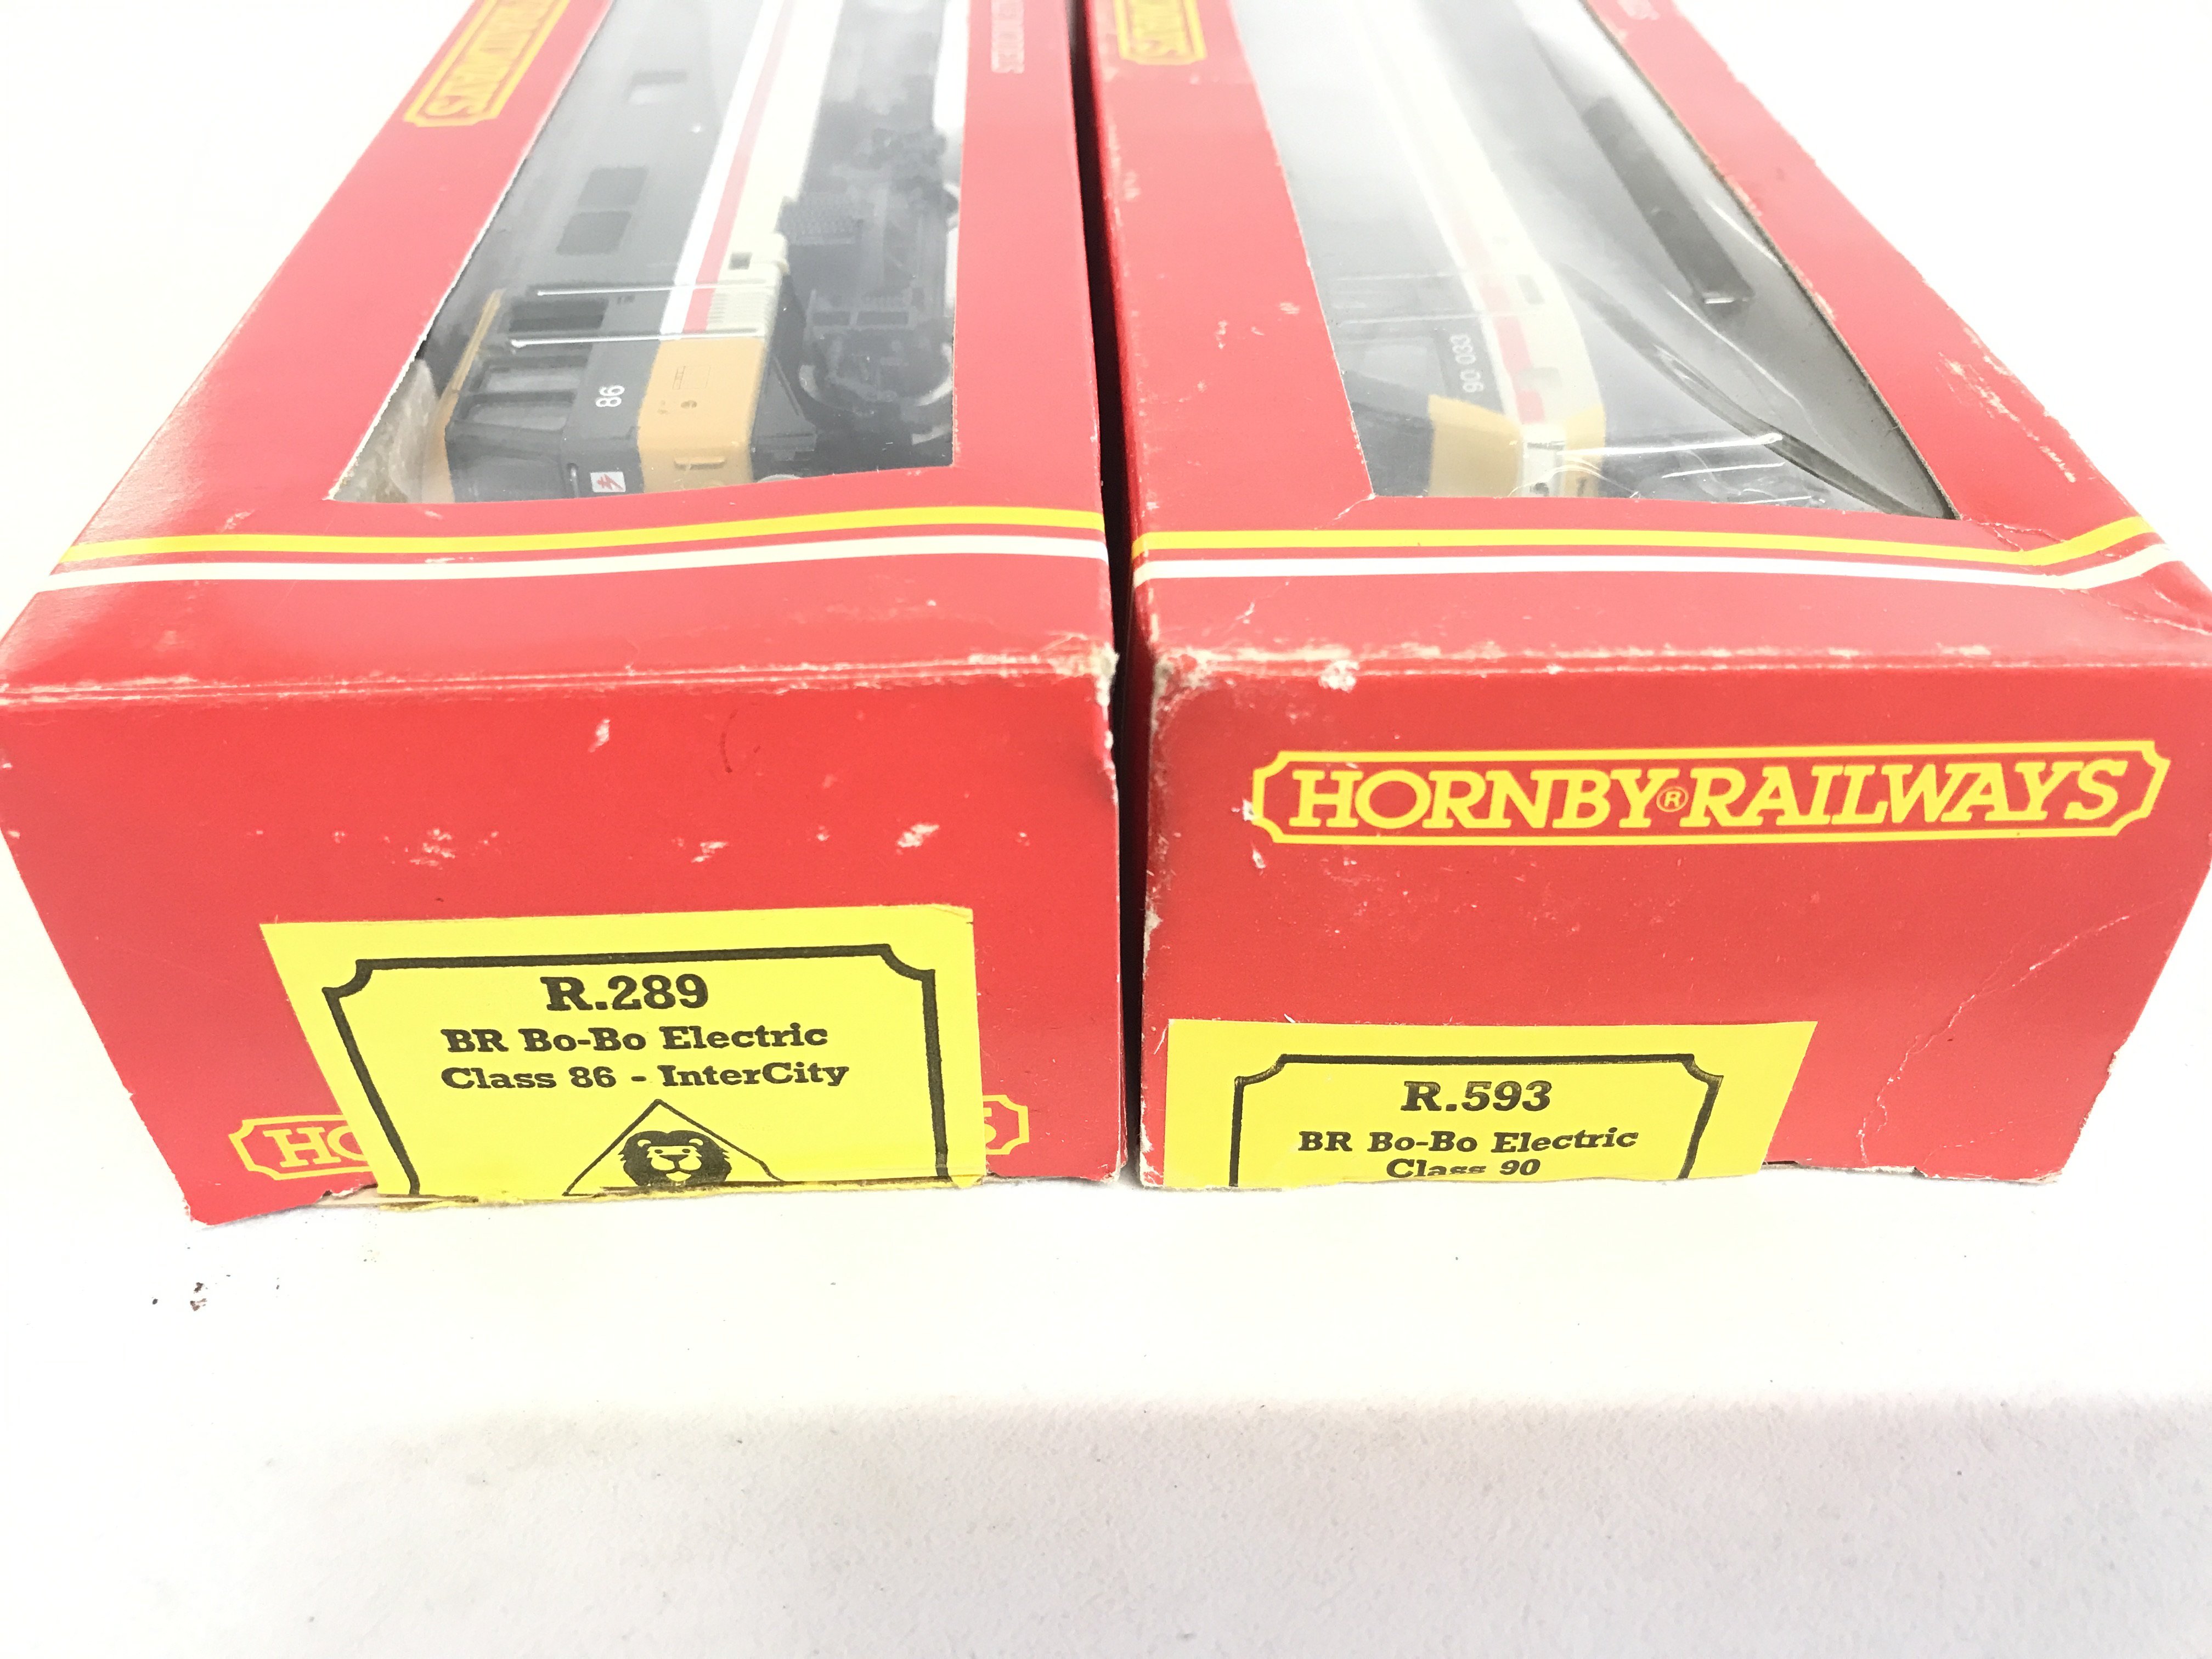 86
90 033
HORNBY® RAILWAYS
R.289
BR Bo-Bo Electric
Class 86 - InterCity
HO
S
R.593
BR Bo-Bo Electric
Class 90